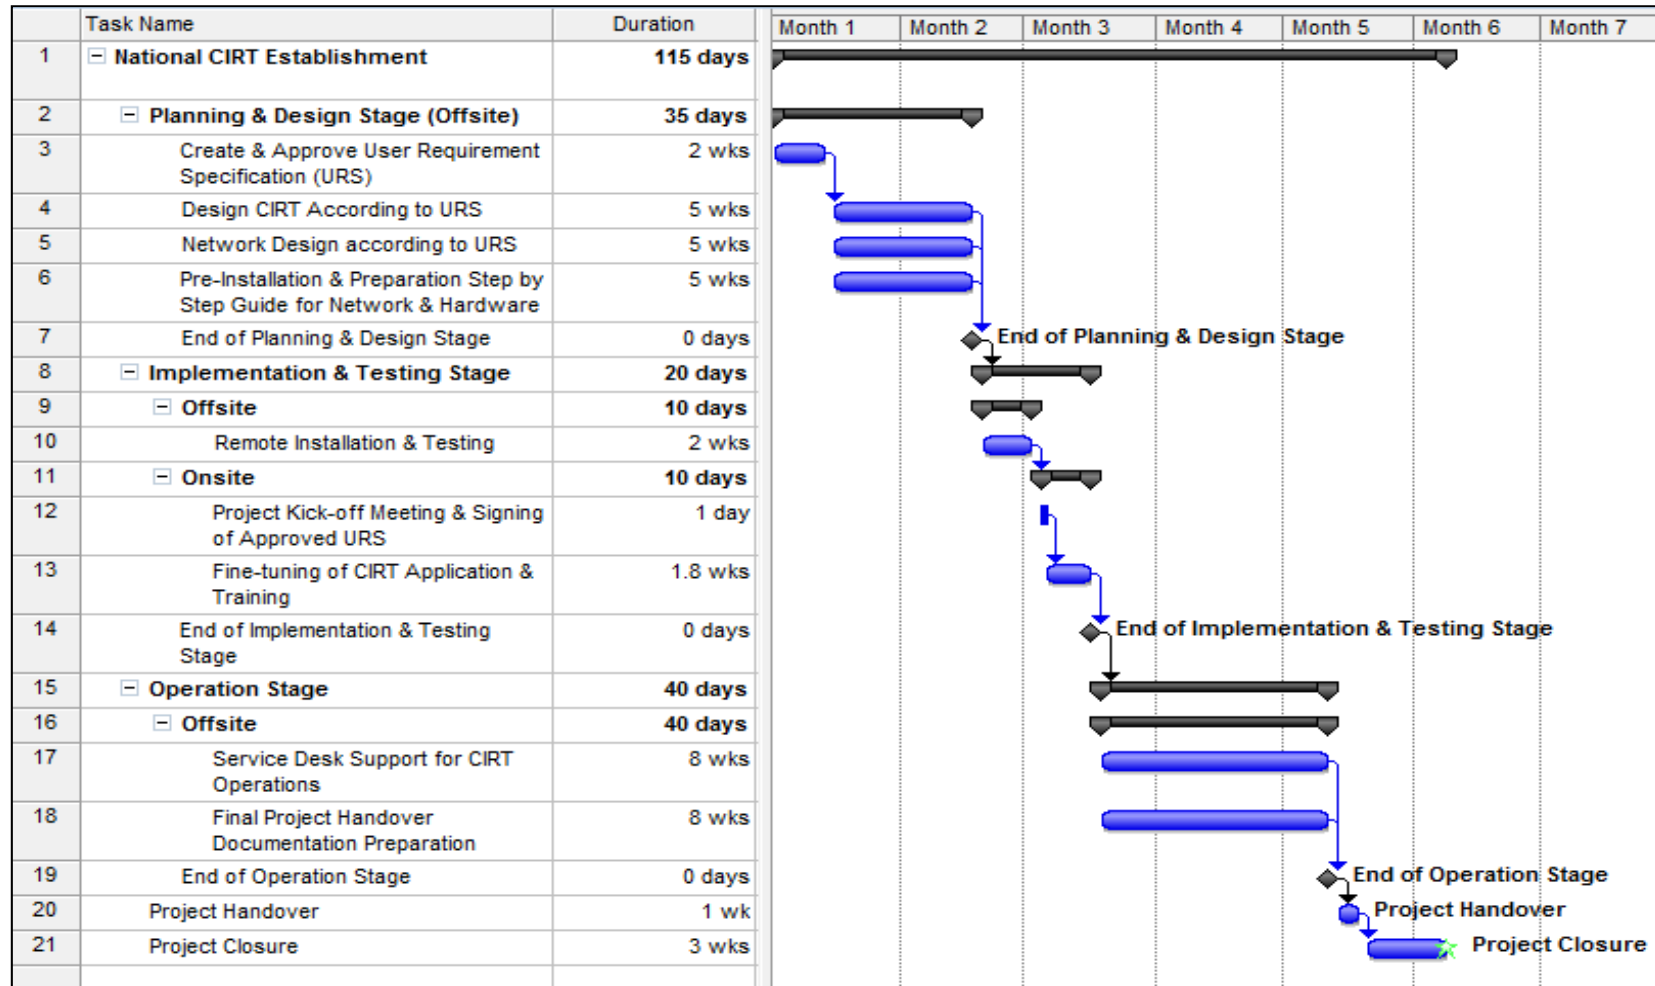 Task Name Duration Month 1 Month 2 Month 3 Month 4 Month 5 Month 6 Month 7
1 National CIRT Establishment 115 days
2 Planning & Design Stage (Offsite) 35 days
3 Create & Approve User Requirement 2 wks
Specification (URS)
4 Design CIRT According to URS 5 wks
5 Network Design according to URS 5 wks
6 Pre-Installation & Preparation Step by 5 wks
Step Guide for Network & Hardware
7 End of Planning & Design Stage 0 days End of Planning & Design Stage
8 Implementation & Testing Stage 20 days
9 Offsite 10 days
10 Remote Installation & Testing 2 wks
11 Onsite 10 days
12 Project Kick-off Meeting & Signing 1 day
of Approved URS
13 Fine-tuning of CIRT Application & 1.8 wks
Training
14 End of Implementation & Testing 0 days End of Implementation & Testing Stage
Stage
15 Operation Stage 40 days
16 Offsite 40 days
17 Service Desk Support for CIRT 8 wks
Operations
18 Final Project Handover 8 wks
Documentation Preparation
19 End of Operation Stage 0 days End of Operation Stage
20 Project Handover 1 wk Project Handover
21 Project Closure 3 wks Project Closure